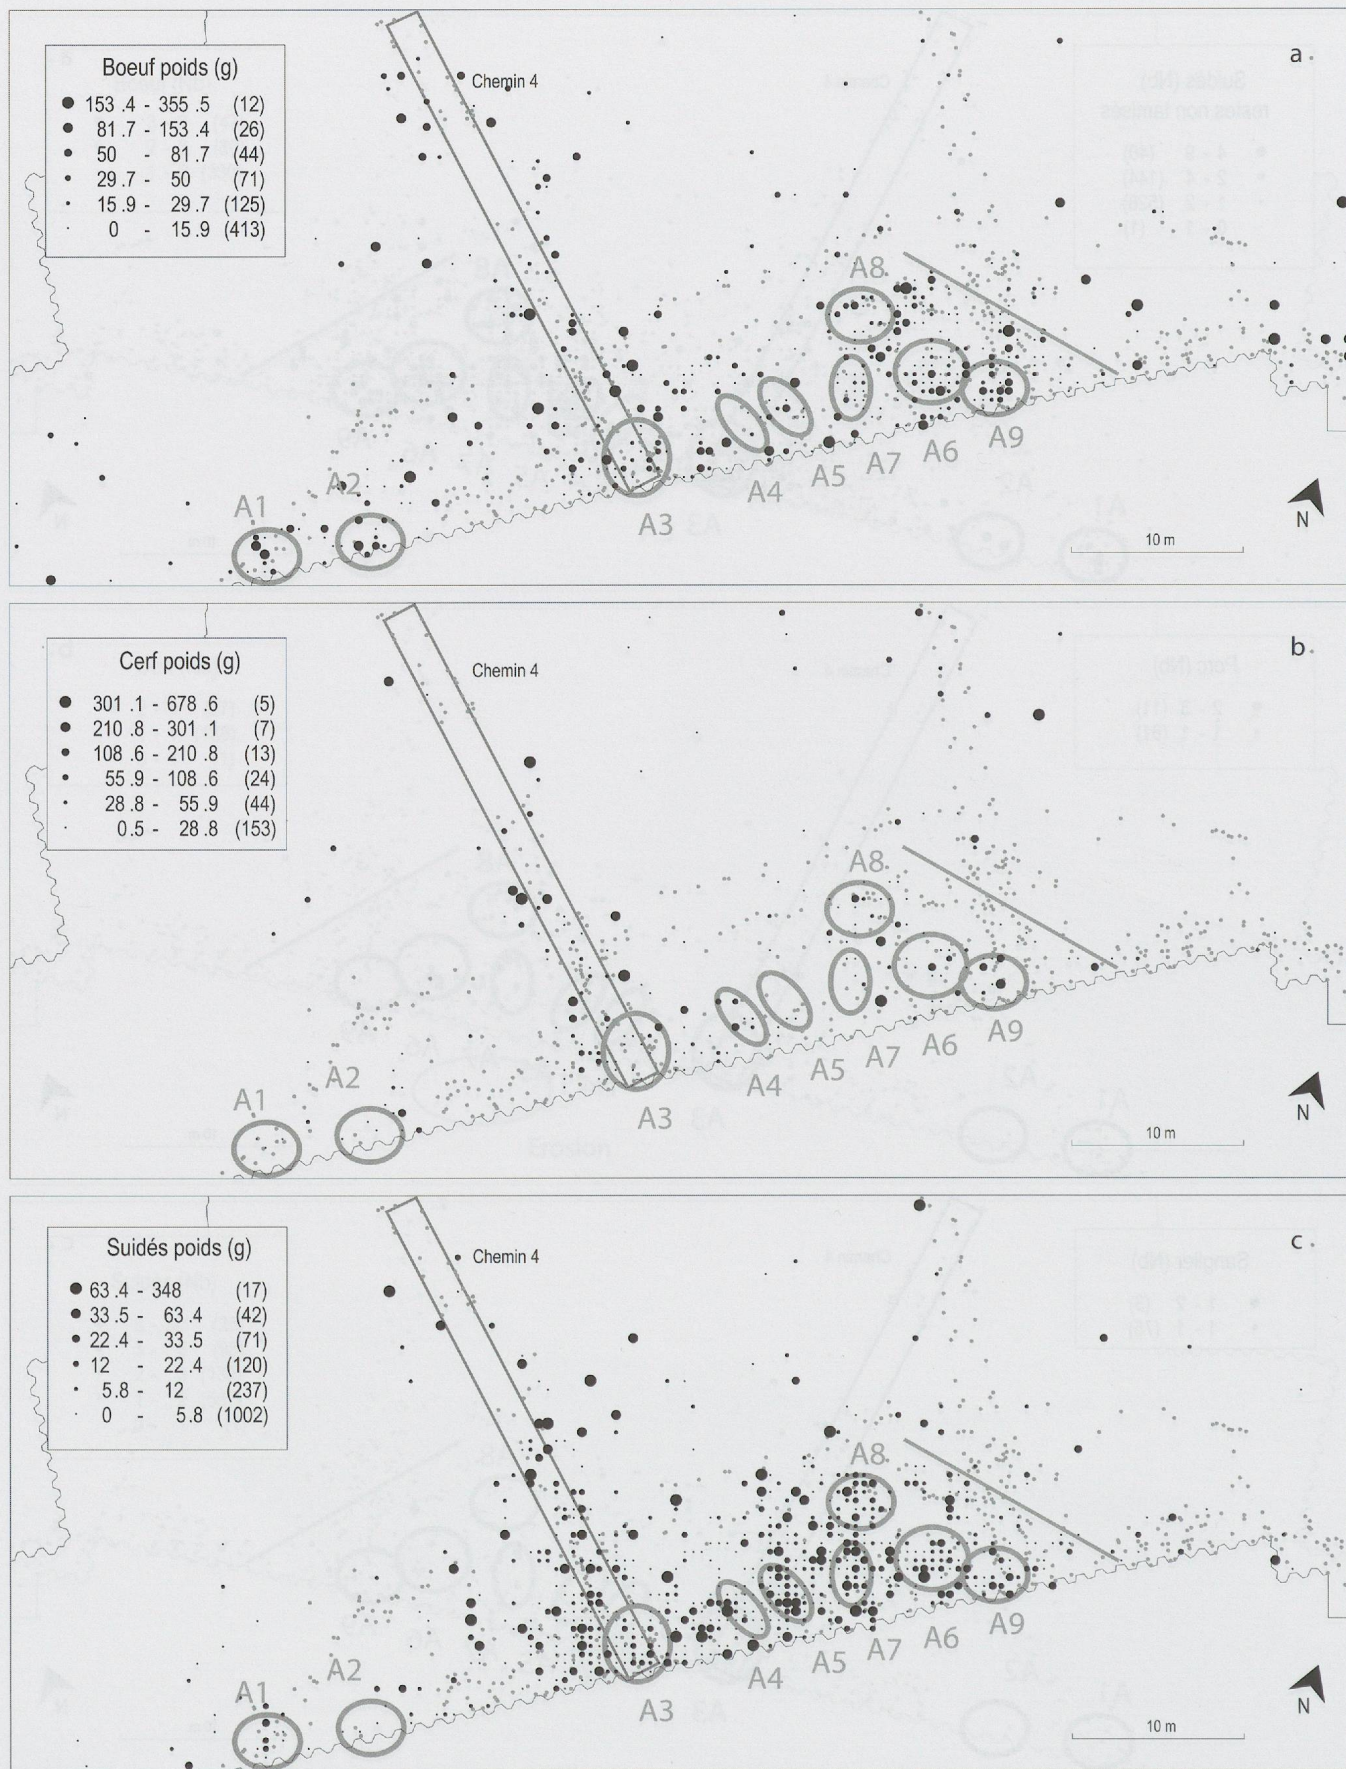 a.
Boeuf poids (g)
153.4 - 355.5 (12)
81.7 - 153.4 (26)
50 - 81.7 (44)
29.7 - 50 (71)
15.9 - 29.7 (125)
0 - 15.9 (413)
Chemin 4
A8
A2
A1
A9
A6
A7
A5
A4
A3
N
10 m
b.
Cerf poids (g)
301.1 - 678.6 (5)
210.8 - 301.1 (7)
108.6 - 210.8 (13)
55.9 - 108.6 (24)
28.8 - 55.9 (44)
0.5 - 28.8 (153)
Chemin 4
A8
A2
A1
A9
A6
A7
A5
A4
A3
N
10 m
c.
Suidés poids (g)
63.4 - 348 (17)
33.5 - 63.4 (42)
22.4 - 33.5 (71)
12 - 22.4 (120)
5.8 - 12 (237)
0 - 5.8 (1002)
Chemin 4
A8
A2
A1
A9
A6
A7
A5
A4
A3
N
10 m